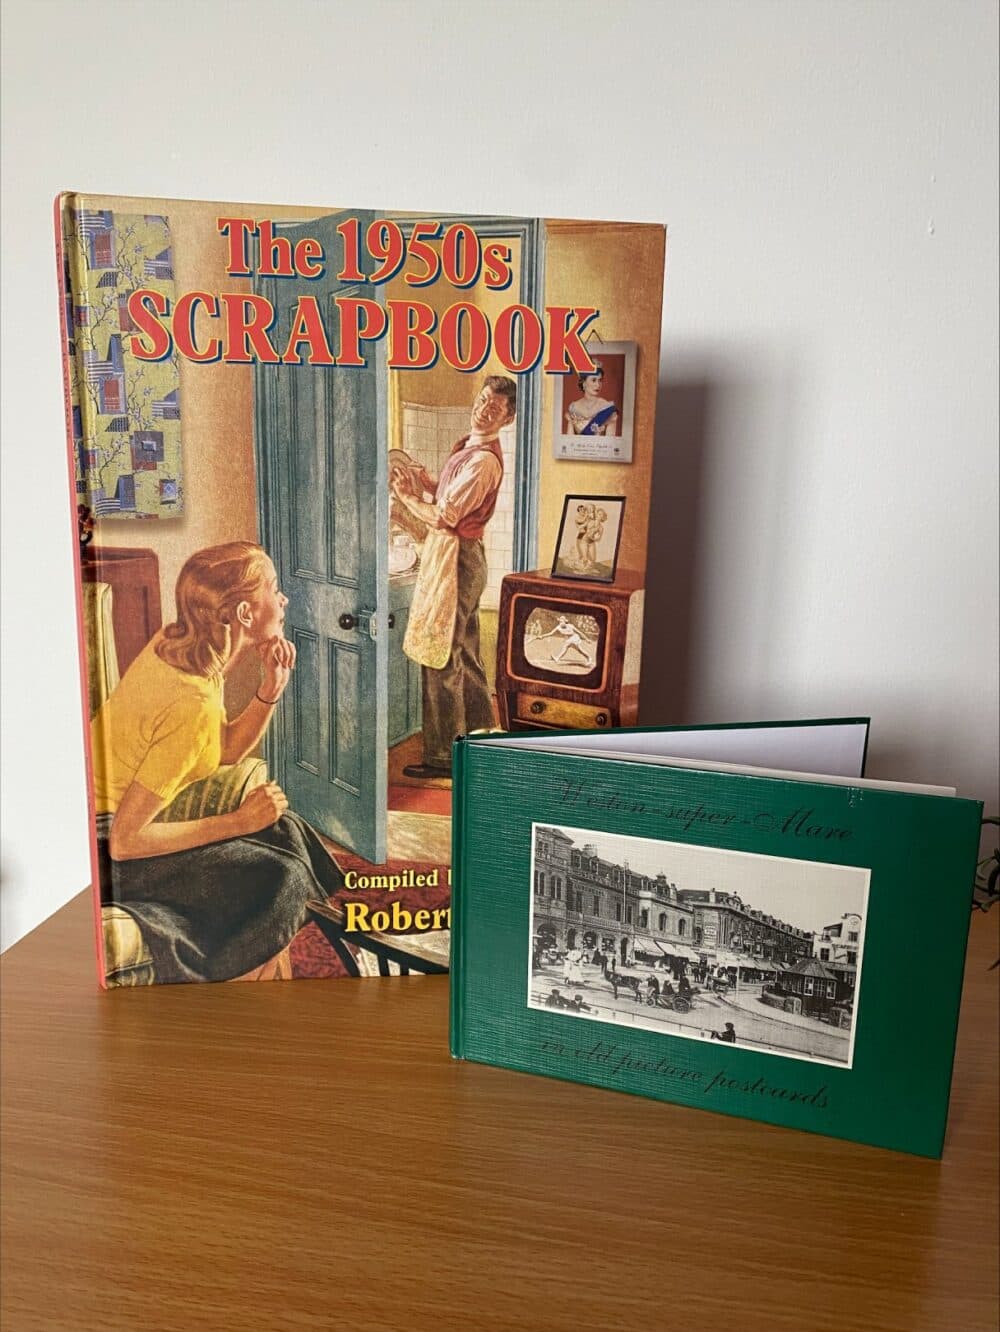 The 1950s
SCRAPBOOK
Compiled b
Robert
Weston-super-Mare
in old picture postcards